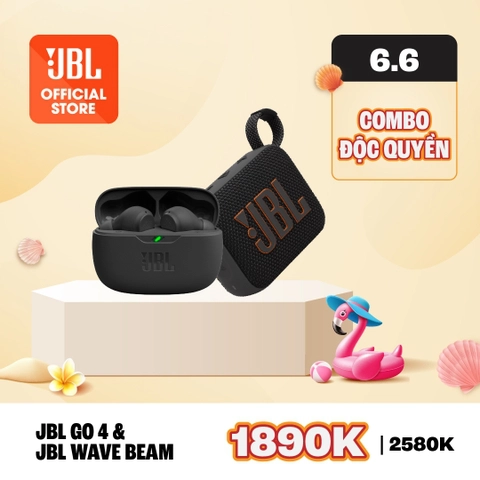 JBL
OFFICIAL
STORE
6.6
COMBO
ĐỘC QUYỀN
JBL
JBL
JBL GO 4 &
JBL WAVE BEAM
1890K | 2580K